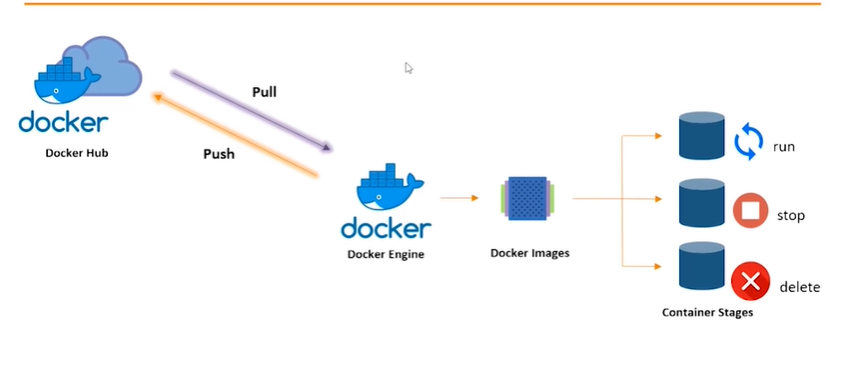 docker
Docker Hub
Pull
Push
docker
Docker Engine
Docker Images
run
stop
delete
Container Stages